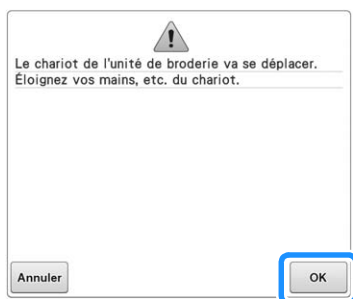 Le chariot de l'unité de broderie va se déplacer.
Éloignez vos mains, etc. du chariot.
Annuler
OK